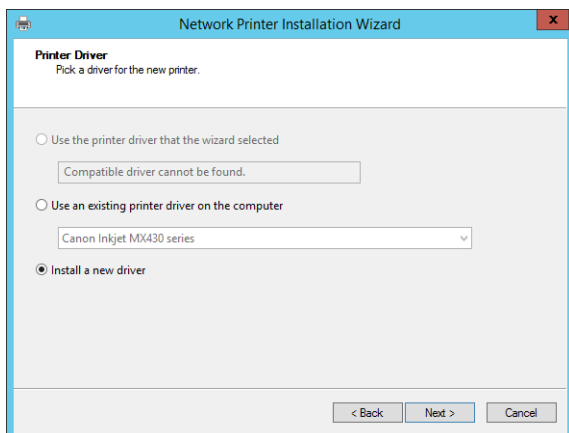 Network Printer Installation Wizard
x
Printer Driver
Pick a driver for the new printer.
Use the printer driver that the wizard selected
Compatible driver cannot be found.
Use an existing printer driver on the computer
Canon Inkjet MX430 series
Install a new driver
< Back Next > Cancel